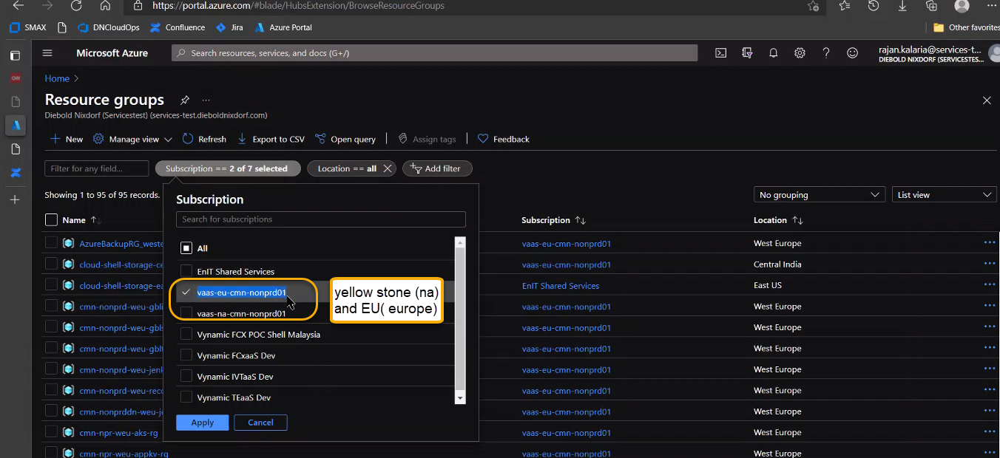 https://portal.azure.com/#blade/HubsExtension/BrowseResourceGroups
SMAX DNCloudOps Confluence Jira Azure Portal Other favorites
Microsoft Azure Search resources, services, and docs (G+/) rajan.kalaria@services-t...
DIEBOLD NIXDORF (SERVICESTES...
Home >
Resource groups ...
Diebold Nixdorf (Servicestest) (services-test.dieboldnixdorf.com)
New Manage view Refresh Export to CSV Open query Assign tags Feedback
Filter for any field... Subscription == 2 of 7 selected Location == all Add filter
Showing 1 to 95 of 95 records. No grouping List view
Subscription
Search for subscriptions
All
EnIT Shared Services
vaas-eu-cmn-nonprd01
vaas-na-cmn-nonprd01
Vynamic FCX POC Shell Malaysia
Vynamic FCxaaS Dev
Vynamic IVTaaS Dev
Vynamic TEaaS Dev
Apply Cancel
yellow stone (na)
and EU( europe)
Name ↑ Subscription ↑↓ Location ↑↓
AzureBackupRG_weste vaas-eu-cmn-nonprd01 West Europe
cloud-shell-storage-ce vaas-eu-cmn-nonprd01 Central India
cloud-shell-storage-ea EnIT Shared Services East US
cmn-nonprd-weu-gbli vaas-eu-cmn-nonprd01 West Europe
cmn-nonprd-weu-gbls vaas-eu-cmn-nonprd01 West Europe
cmn-nonprd-weu-gblt vaas-eu-cmn-nonprd01 West Europe
cmn-nonprd-weu-jenk vaas-eu-cmn-nonprd01 West Europe
cmn-nonprd-weu-reco vaas-eu-cmn-nonprd01 West Europe
cmn-nonprddn-weu-je vaas-eu-cmn-nonprd01 West Europe
cmn-npr-weu-aks-rg vaas-eu-cmn-nonprd01 West Europe
cmn-npr-weu-appkv-rg vaas-eu-cmn-nonprd01 West Europe